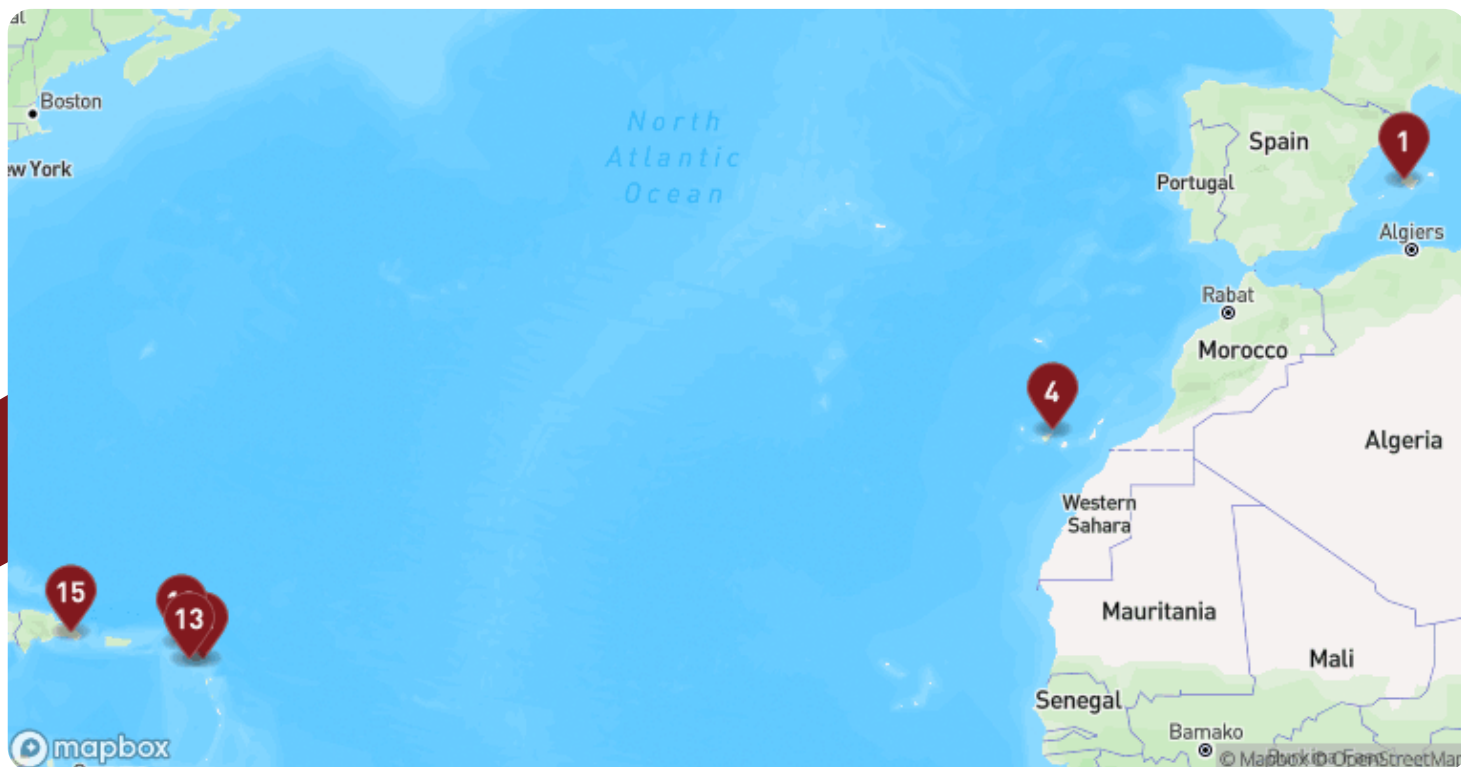 al
Boston
ew York
North
Atlantic
Ocean
Spain
Portugal
1
Algiers
Rabat
Morocco
4
Algeria
Western
Sahara
Mauritania
Mali
15
13
Senegal
Bamako
mapbox
© Mapbox © OpenStreetMap